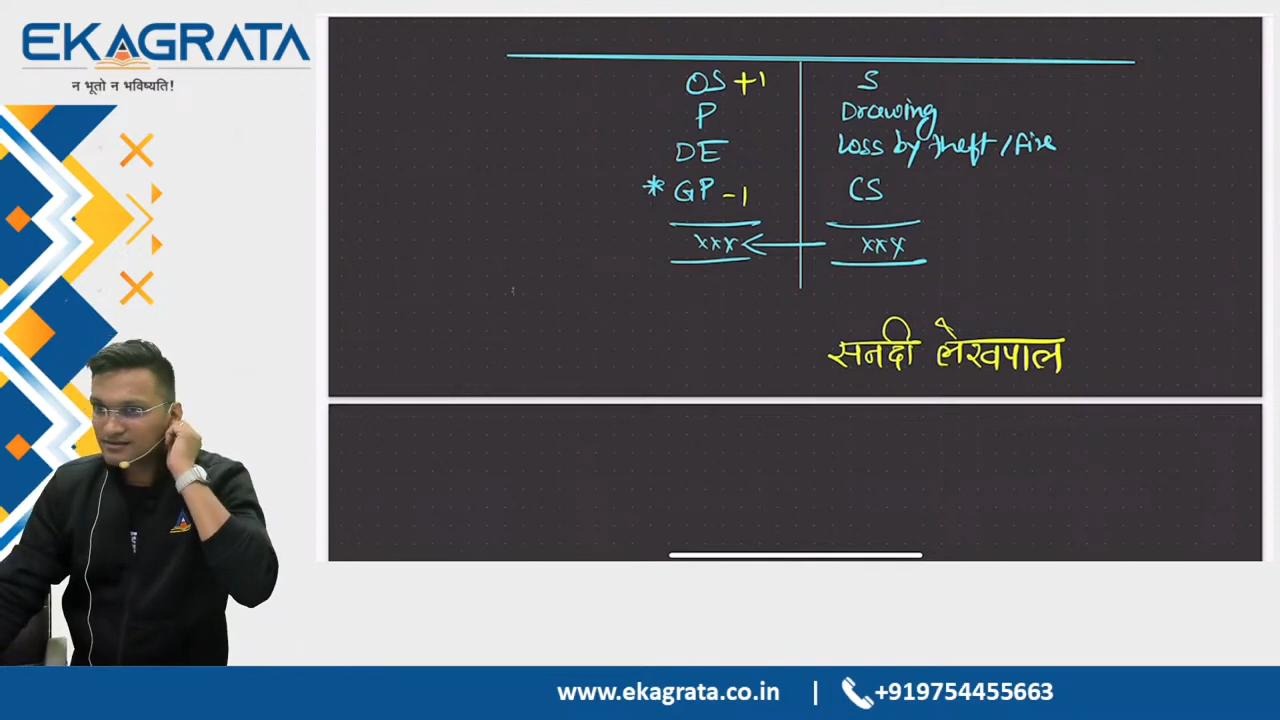 EKAGRATA
न भूतो न भविष्यति!
OS +1 S
P Drawing
DE Loss by theft / Fire
* GP -1 CS
xxx xxx
सनदी लेखपाल
www.ekagrata.co.in | +919754455663